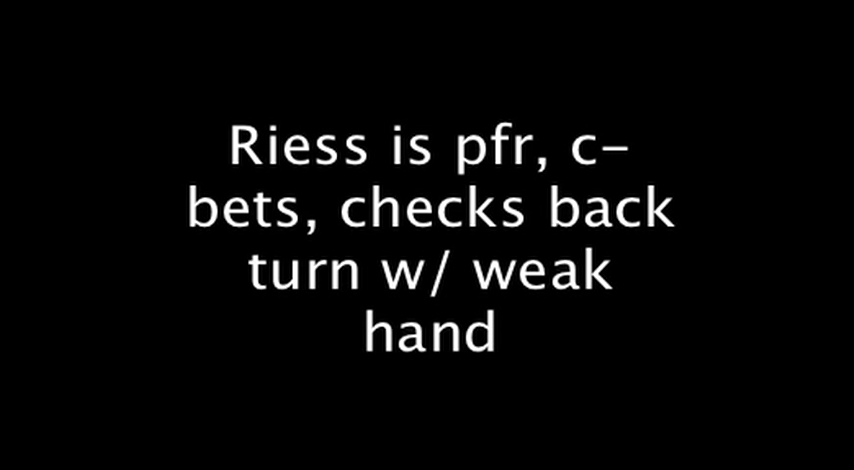 Riess is pfr, c-
bets, checks back
turn w/ weak
hand